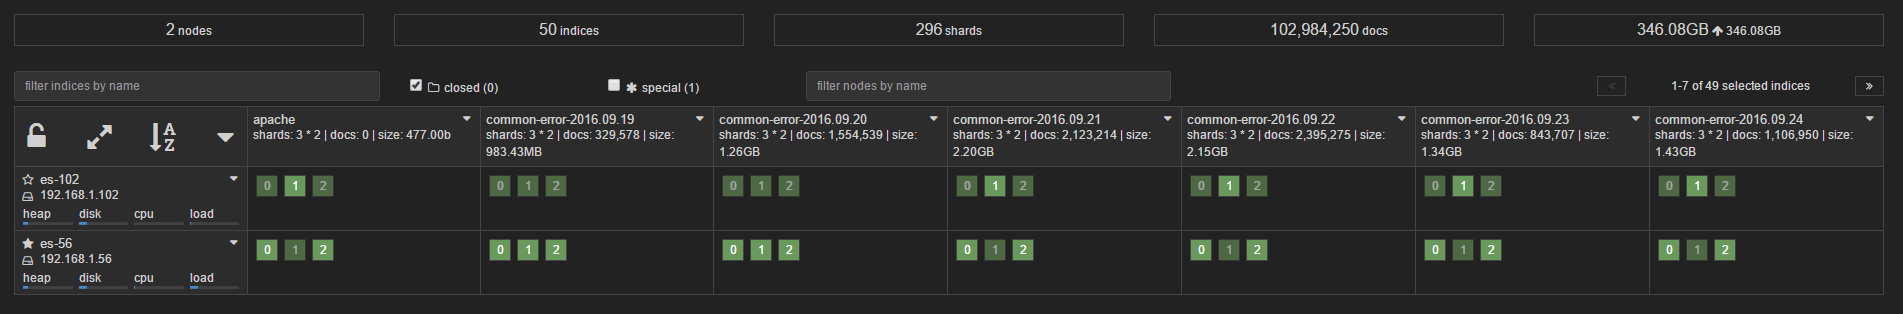 2 nodes
50 indices
296 shards
102,984,250 docs
346.08GB 346.08GB
filter indices by name
closed (0)
special (1)
filter nodes by name
«
1-7 of 49 selected indices
»
A
Z
apache
shards: 3 * 2 | docs: 0 | size: 477.00b
common-error-2016.09.19
shards: 3 * 2 | docs: 329,578 | size:
983.43MB
common-error-2016.09.20
shards: 3 * 2 | docs: 1,554,539 | size:
1.26GB
common-error-2016.09.21
shards: 3 * 2 | docs: 2,123,214 | size:
2.20GB
common-error-2016.09.22
shards: 3 * 2 | docs: 2,395,275 | size:
2.15GB
common-error-2016.09.23
shards: 3 * 2 | docs: 843,707 | size:
1.34GB
common-error-2016.09.24
shards: 3 * 2 | docs: 1,106,950 | size:
1.43GB
es-102
192.168.1.102
heap disk cpu load
0 1 2
0 1 2
0 1 2
0 1 2
0 1 2
0 1 2
0 1 2
es-56
192.168.1.56
heap disk cpu load
0 1 2
0 1 2
0 1 2
0 1 2
0 1 2
0 1 2
0 1 2